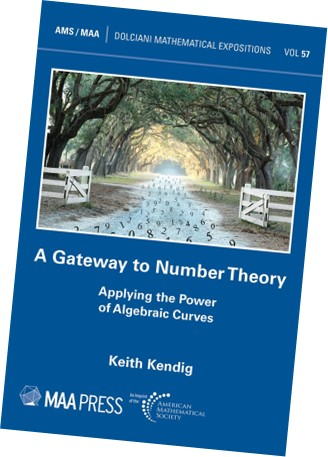 AMS / MAA | DOLCIANI MATHEMATICAL EXPOSITIONS VOL 57
A Gateway to Number Theory
Applying the Power
of Algebraic Curves
Keith Kendig
MAA PRESS
An Imprint
of the
AMERICAN
MATHEMATICAL
SOCIETY